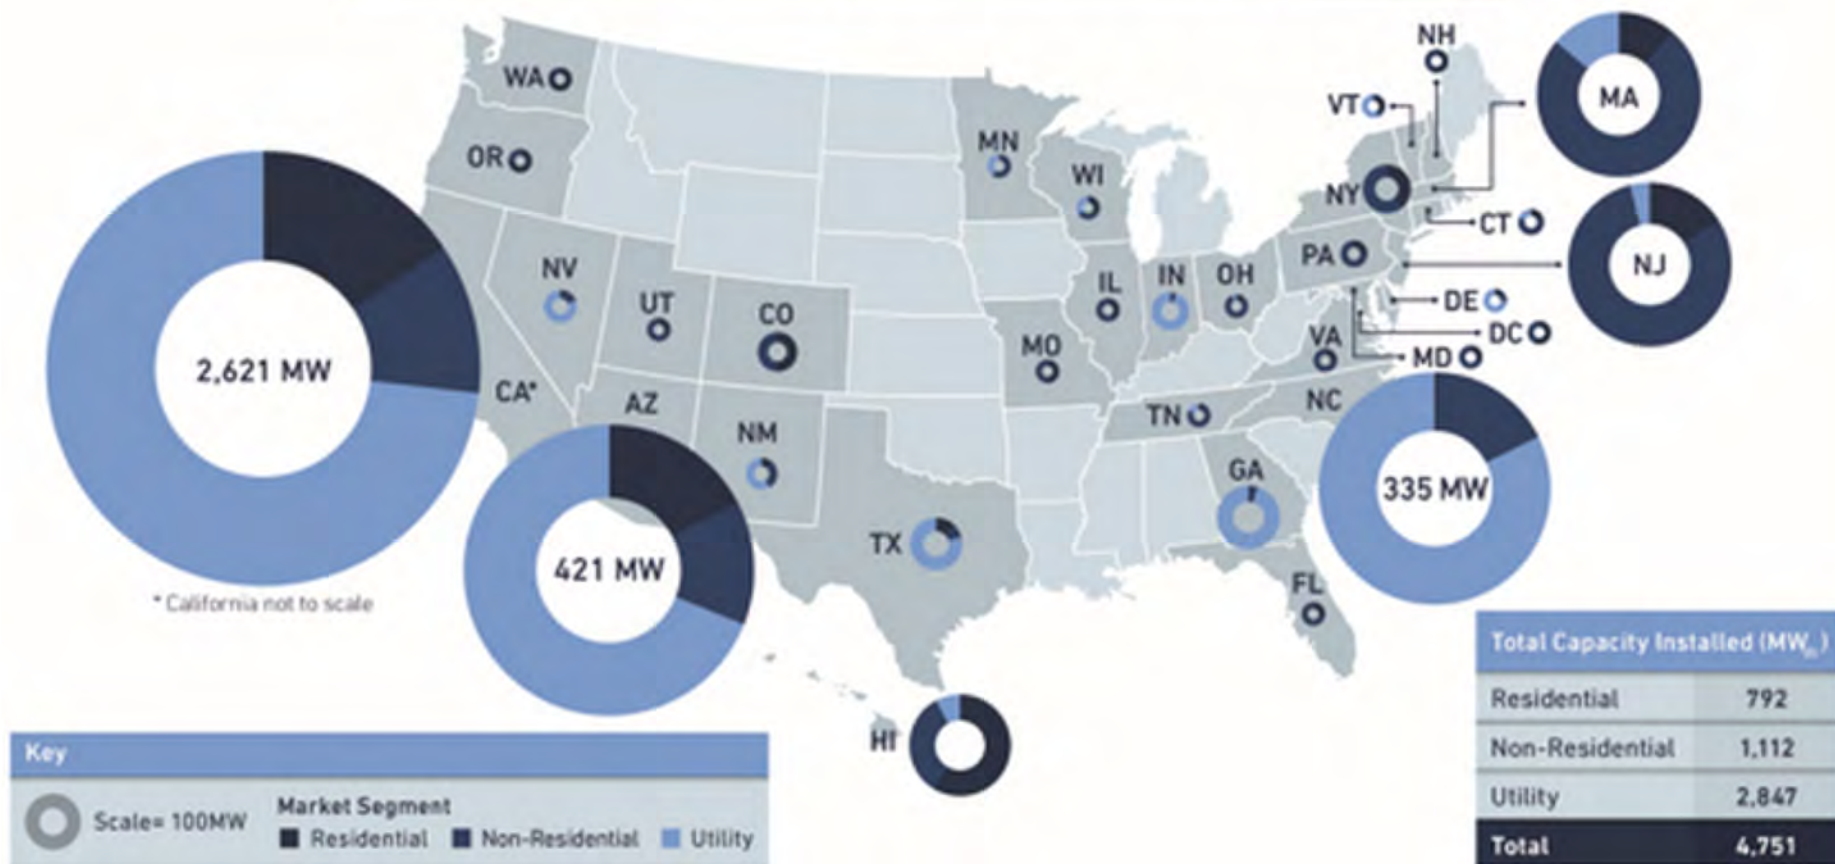 NH
WA
MA
VT
MN
OR
WI
NY
CT
PA
NJ
NV
IL
IN
OH
UT
DE
CO
DC
VA
MO
MD
2,621 MW
CA*
AZ
TN
NC
NM
GA
335 MW
TX
421 MW
FL
* California not to scale
HI
Total Capacity Installed (MW
Residential 792
Non-Residential 1,112
Utility 2,847
Total 4,751
Key
Scale= 100MW
Market Segment
Residential Non-Residential Utility